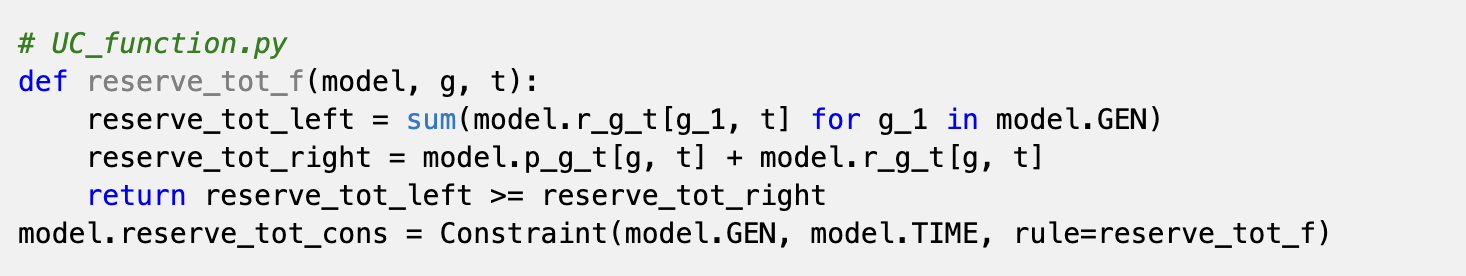 # UC_function.py
def reserve_tot_f(model, g, t):
    reserve_tot_left = sum(model.r_g_t[g_1, t] for g_1 in model.GEN)
    reserve_tot_right = model.p_g_t[g, t] + model.r_g_t[g, t]
    return reserve_tot_left >= reserve_tot_right
model.reserve_tot_cons = Constraint(model.GEN, model.TIME, rule=reserve_tot_f)